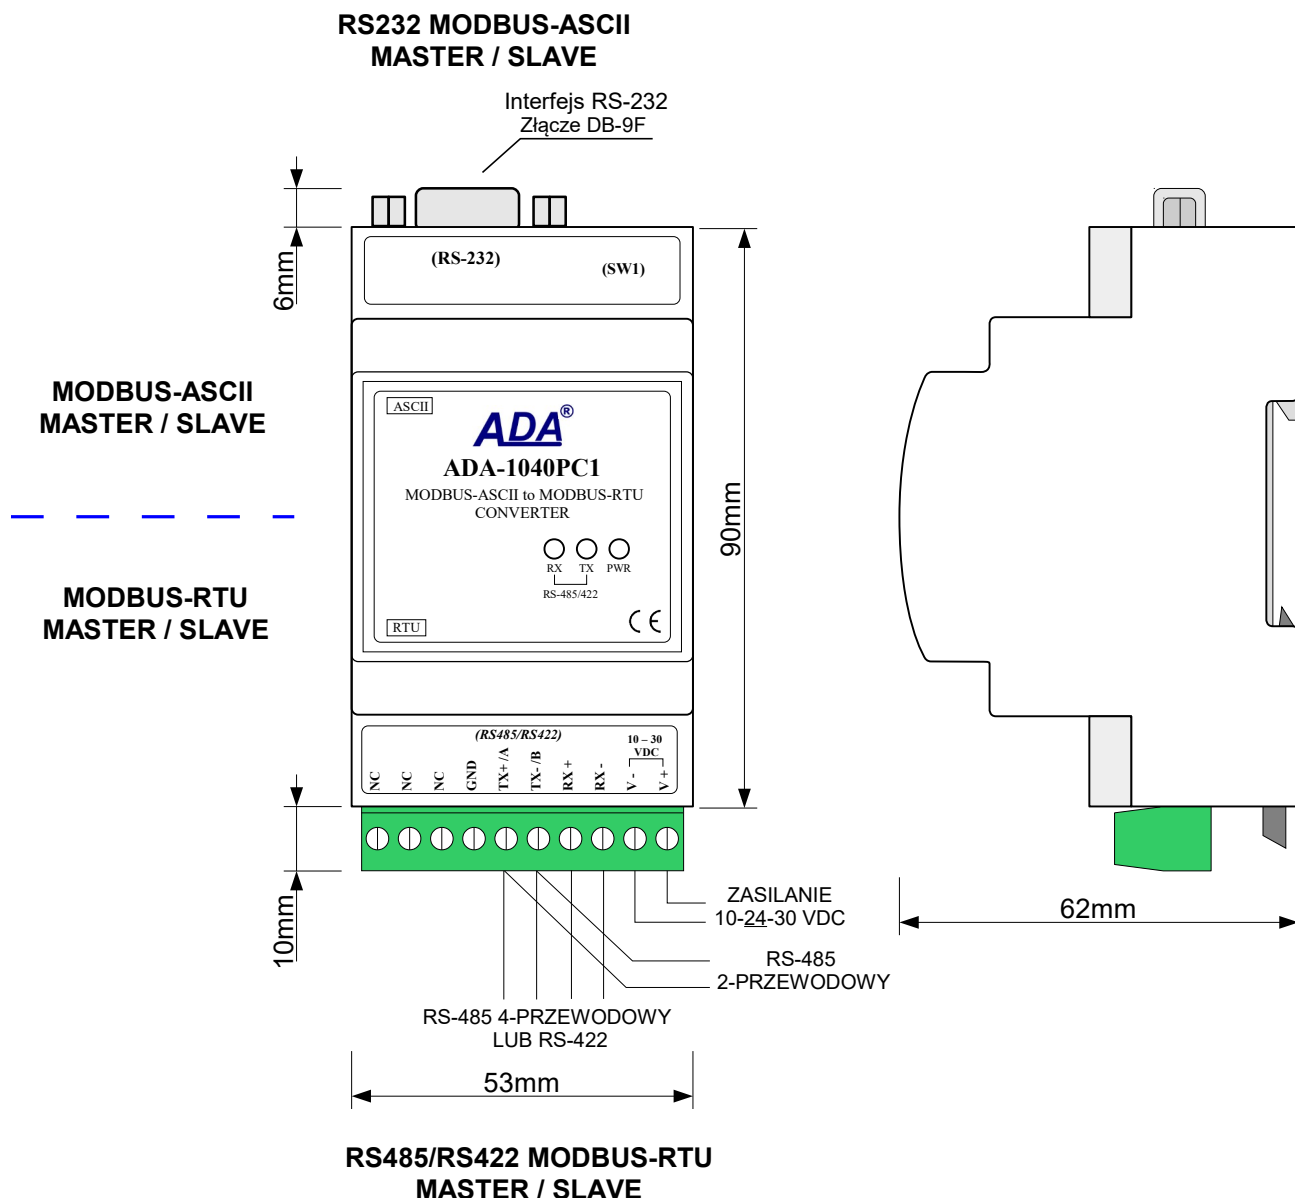 RS232 MODBUS-ASCII
MASTER / SLAVE
Interfejs RS-232
Złącze DB-9F
6mm
(RS-232)
(SW1)
MODBUS-ASCII
MASTER / SLAVE
ASCII
ADA®
ADA-1040PC1
MODBUS-ASCII to MODBUS-RTU
CONVERTER
90mm
RX TX PWR
RS-485/422
MODBUS-RTU
MASTER / SLAVE
RTU
CE
(RS485/RS422)
10 – 30
VDC
NC NC NC GND TX+/A TX-/B RX+ RX- V- V+
10mm
ZASILANIE
10-24-30 VDC
62mm
RS-485
2-PRZEWODOWY
RS-485 4-PRZEWODOWY
LUB RS-422
53mm
RS485/RS422 MODBUS-RTU
MASTER / SLAVE